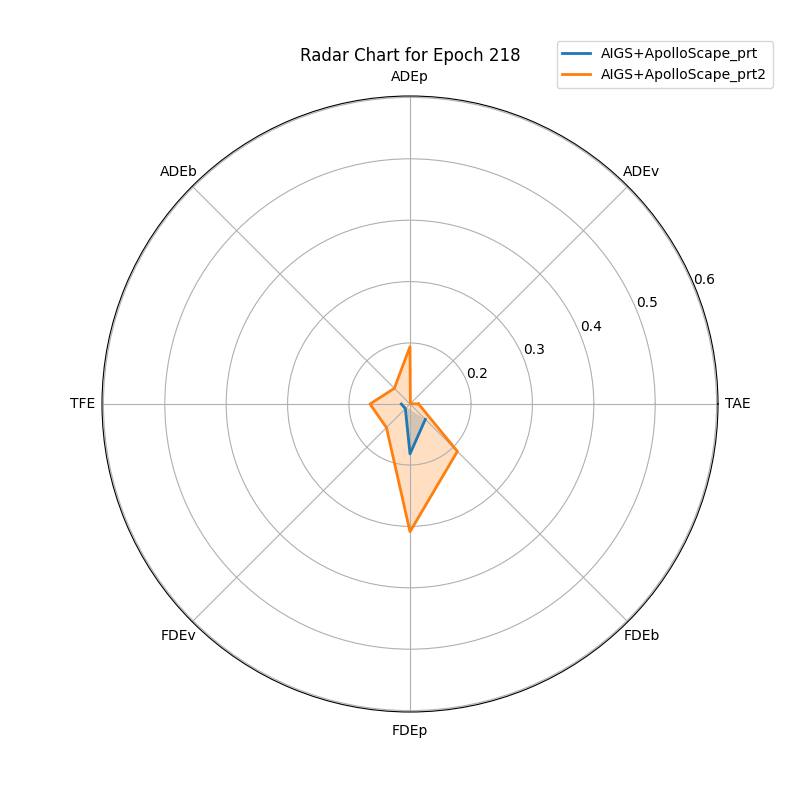 Radar Chart for Epoch 218
AIGS+ApolloScape_prt
AIGS+ApolloScape_prt2
ADEp
ADEb
ADEv
0.6
0.5
0.4
0.3
0.2
TFE
TAE
FDEv
FDEb
FDEp